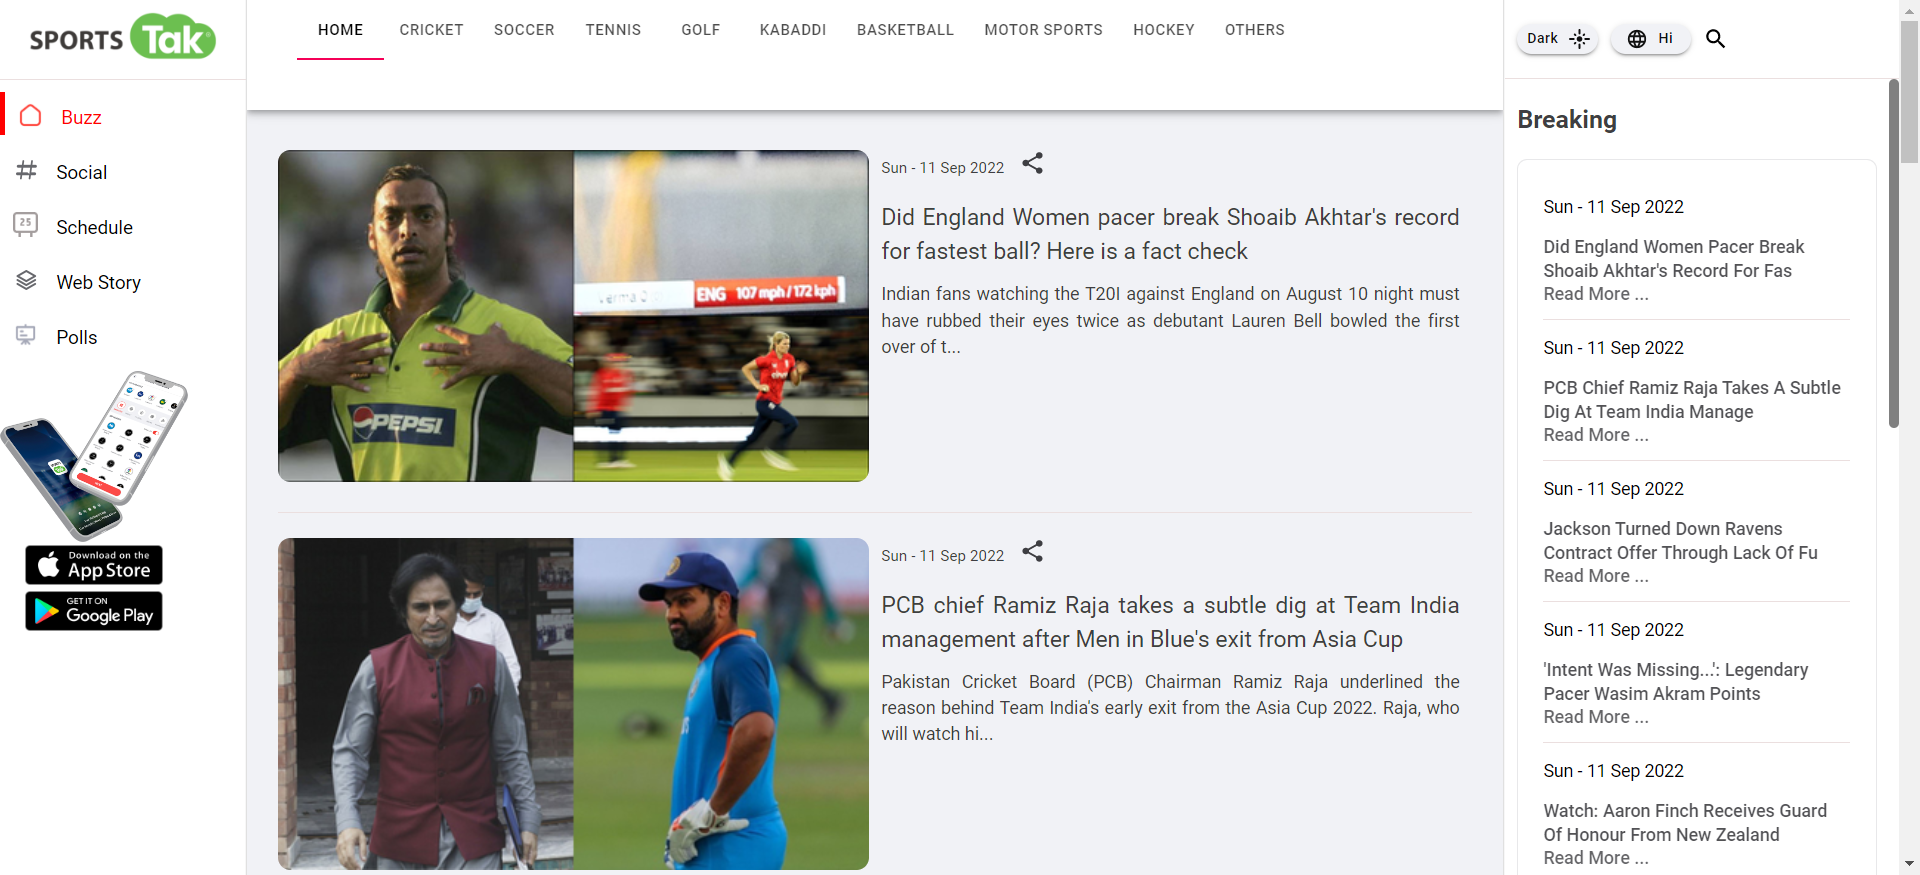 SPORTS Tak
HOME CRICKET SOCCER TENNIS GOLF KABADDI BASKETBALL MOTOR SPORTS HOCKEY OTHERS
Dark Hi
Buzz
Social
25
Schedule
Web Story
Polls
Download on the
App Store
GET IT ON
Google Play
ENG 107 mph / 172 kph
PEPSI
Sun - 11 Sep 2022
Did England Women pacer break Shoaib Akhtar's record
for fastest ball? Here is a fact check
Indian fans watching the T20I against England on August 10 night must
have rubbed their eyes twice as debutant Lauren Bell bowled the first
over of t...
Sun - 11 Sep 2022
PCB chief Ramiz Raja takes a subtle dig at Team India
management after Men in Blue's exit from Asia Cup
Pakistan Cricket Board (PCB) Chairman Ramiz Raja underlined the
reason behind Team India's early exit from the Asia Cup 2022. Raja, who
will watch hi...
Breaking
Sun - 11 Sep 2022
Did England Women Pacer Break
Shoaib Akhtar's Record For Fas
Read More ...
Sun - 11 Sep 2022
PCB Chief Ramiz Raja Takes A Subtle
Dig At Team India Manage
Read More ...
Sun - 11 Sep 2022
Jackson Turned Down Ravens
Contract Offer Through Lack Of Fu
Read More ...
Sun - 11 Sep 2022
'Intent Was Missing...': Legendary
Pacer Wasim Akram Points
Read More ...
Sun - 11 Sep 2022
Watch: Aaron Finch Receives Guard
Of Honour From New Zealand
Read More ...